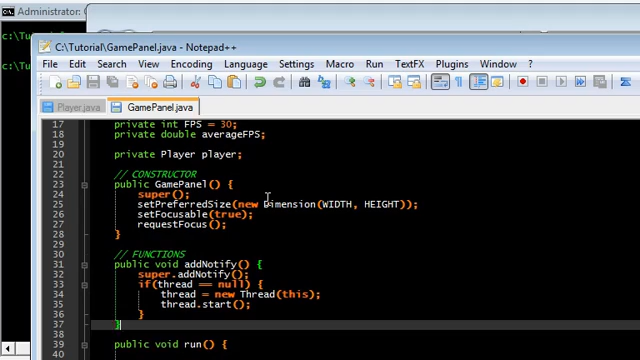 Administrator: C
c:\Tu
c:\Tu
C:\Tutorial\GamePanel.java - Notepad++
File Edit Search View Encoding Language Settings Macro Run TextFX Plugins Window ?
Player.java GamePanel.java
17 private int FPS = 30;
18 private double averageFPS;
19
20 private Player player;
21
22 // CONSTRUCTOR
23 public GamePanel() {
24 super();
25 setPreferredSize(new Dimension(WIDTH, HEIGHT));
26 setFocusable(true);
27 requestFocus();
28 }
29
30 // FUNCTIONS
31 public void addNotify() {
32 super.addNotify();
33 if(thread == null) {
34 thread = new Thread(this);
35 thread.start();
36 }
37 }
38
39 public void run() {
40